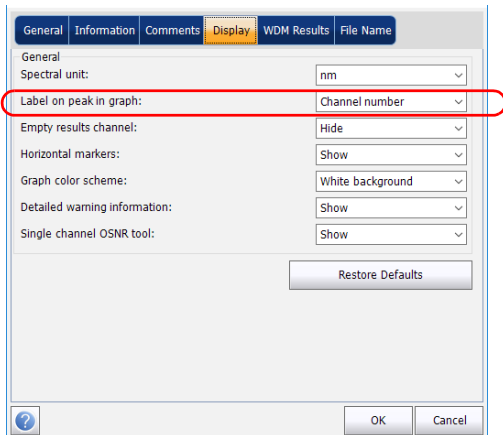 General Information Comments Display WDM Results File Name
General
Spectral unit: nm
Label on peak in graph: Channel number
Empty results channel: Hide
Horizontal markers: Show
Graph color scheme: White background
Detailed warning information: Show
Single channel OSNR tool: Show
Restore Defaults
? OK Cancel